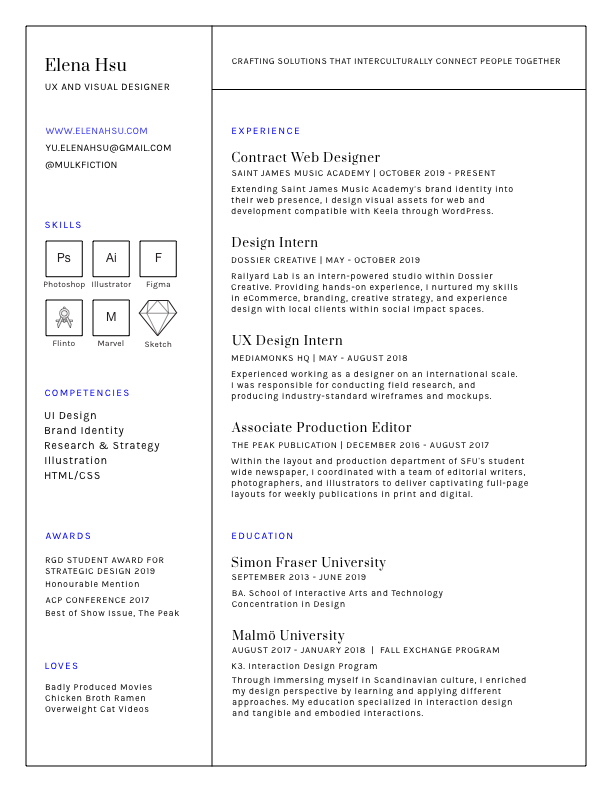 Elena Hsu
UX AND VISUAL DESIGNER
WWW.ELENAHSU.COM
YU.ELENAHSU@GMAIL.COM
@MULKFICTION
SKILLS
Ps Ai F
Photoshop Illustrator Figma
M
Flinto Marvel Sketch
COMPETENCIES
UI Design
Brand Identity
Research & Strategy
Illustration
HTML/CSS
AWARDS
RGD STUDENT AWARD FOR
STRATEGIC DESIGN 2019
Honourable Mention
ACP CONFERENCE 2017
Best of Show Issue, The Peak
LOVES
Badly Produced Movies
Chicken Broth Ramen
Overweight Cat Videos
CRAFTING SOLUTIONS THAT INTERCULTURALLY CONNECT PEOPLE TOGETHER
EXPERIENCE
Contract Web Designer
SAINT JAMES MUSIC ACADEMY | OCTOBER 2019 - PRESENT
Extending Saint James Music Academy's brand identity into
their web presence, I design visual assets for web and
development compatible with Keela through WordPress.
Design Intern
DOSSIER CREATIVE | MAY - OCTOBER 2019
Railyard Lab is an intern-powered studio within Dossier
Creative. Providing hands-on experience, I nurtured my skills
in eCommerce, branding, creative strategy, and experience
design with local clients within social impact spaces.
UX Design Intern
MEDIAMONKS HQ | MAY - AUGUST 2018
Experienced working as a designer on an international scale.
I was responsible for conducting field research, and
producing industry-standard wireframes and mockups.
Associate Production Editor
THE PEAK PUBLICATION | DECEMBER 2016 - AUGUST 2017
Within the layout and production department of SFU's student
wide newspaper, I coordinated with a team of editorial writers,
photographers, and illustrators to deliver captivating full-page
layouts for weekly publications in print and digital.
EDUCATION
Simon Fraser University
SEPTEMBER 2013 - JUNE 2019
BA. School of Interactive Arts and Technology
Concentration in Design
Malmö University
AUGUST 2017 - JANUARY 2018 | FALL EXCHANGE PROGRAM
K3. Interaction Design Program
Through immersing myself in Scandinavian culture, I enriched
my design perspective by learning and applying different
approaches. My education specialized in interaction design
and tangible and embodied interactions.